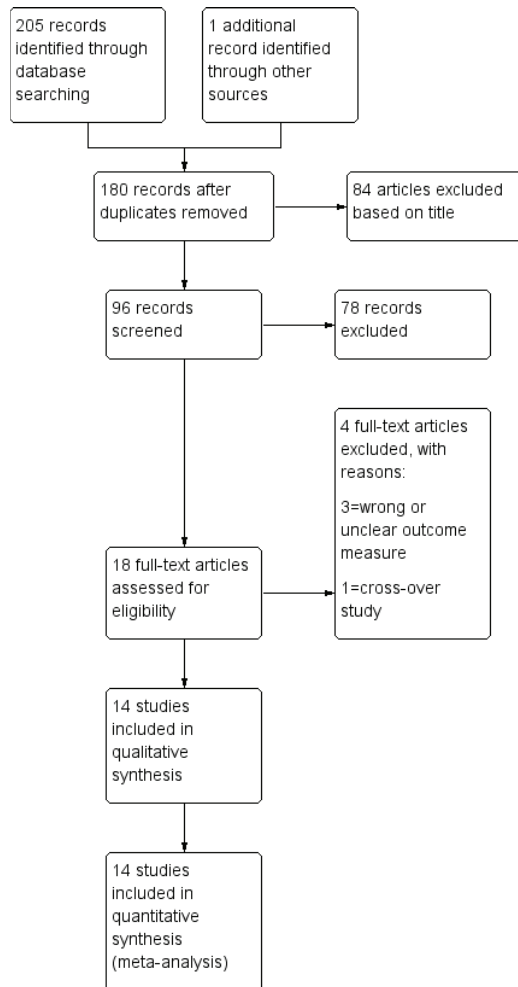 205 records
identified through
database
searching
1 additional
record identified
through other
sources
180 records after
duplicates removed
84 articles excluded
based on title
96 records
screened
78 records
excluded
4 full-text articles
excluded, with
reasons:
3=wrong or
unclear outcome
measure
1=cross-over
study
18 full-text articles
assessed for
eligibility
14 studies
included in
qualitative
synthesis
14 studies
included in
quantitative
synthesis
(meta-analysis)